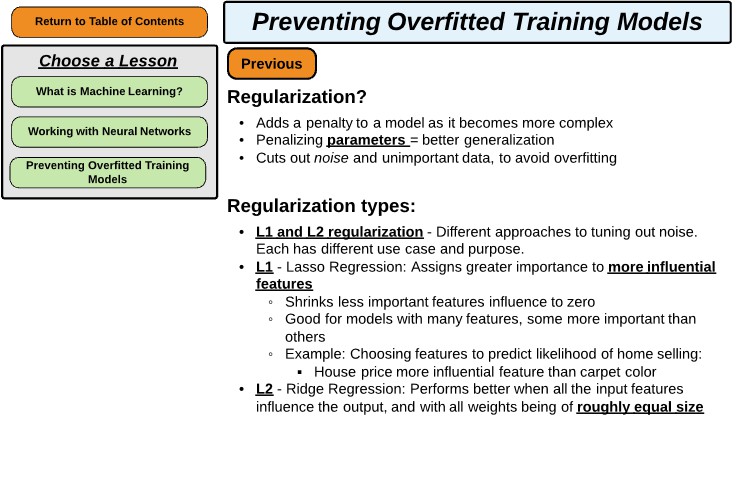 Return to Table of Contents
Choose a Lesson
What is Machine Learning?
Working with Neural Networks
Preventing Overfitted Training
Models
Preventing Overfitted Training Models
Previous
Regularization?
• Adds a penalty to a model as it becomes more complex
• Penalizing parameters = better generalization
• Cuts out noise and unimportant data, to avoid overfitting
Regularization types:
• L1 and L2 regularization - Different approaches to tuning out noise.
Each has different use case and purpose.
• L1 - Lasso Regression: Assigns greater importance to more influential
features
◦ Shrinks less important features influence to zero
◦ Good for models with many features, some more important than
others
◦ Example: Choosing features to predict likelihood of home selling:
▪ House price more influential feature than carpet color
• L2 - Ridge Regression: Performs better when all the input features
influence the output, and with all weights being of roughly equal size